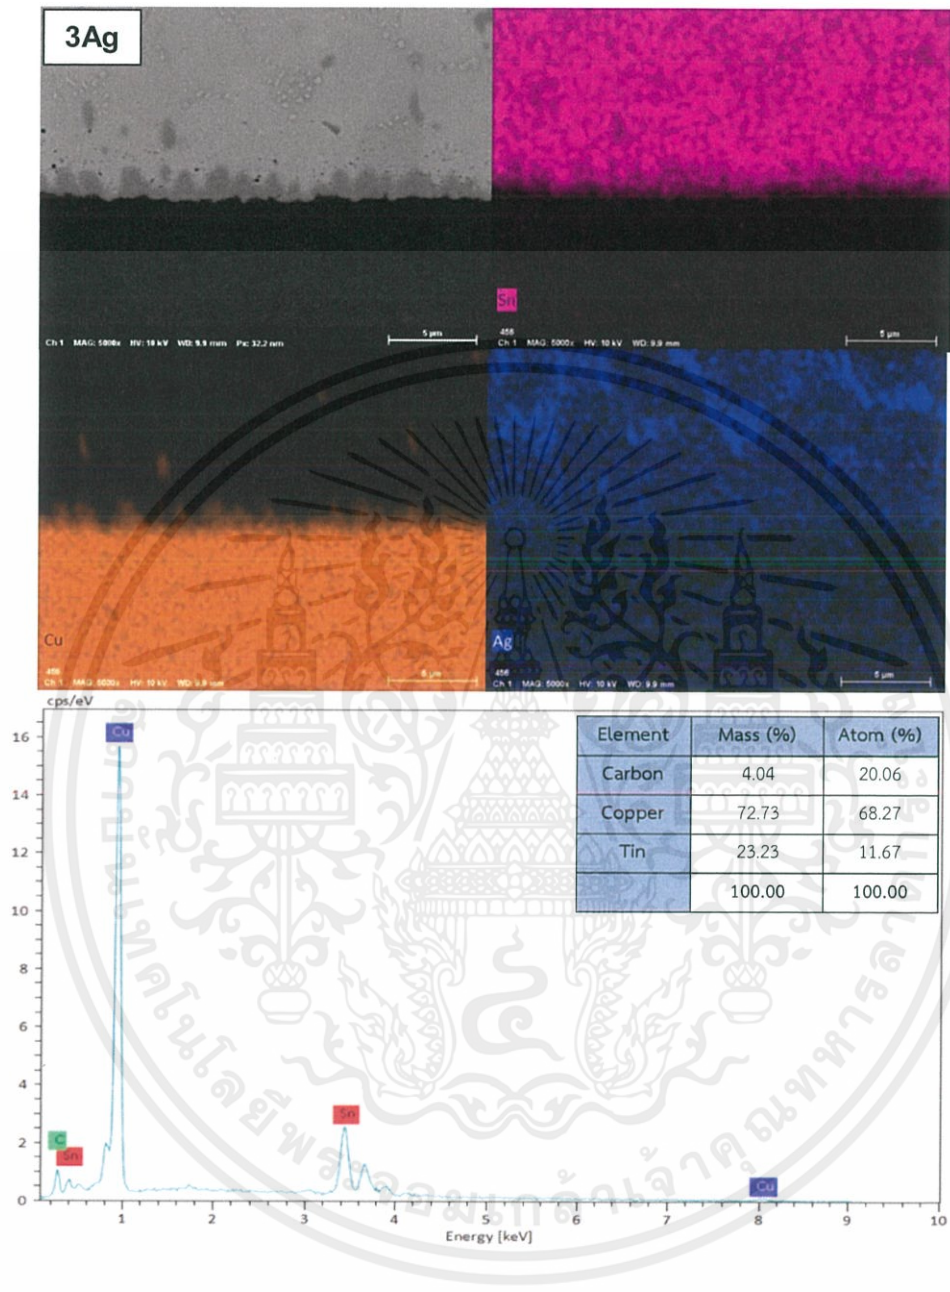 3Ag
Ch 1 MAG: 5000x HV: 10 kV WD: 9.9 mm Px: 32.2 nm
5 µm
Sn
456
Ch 1 MAG: 5000x HV: 10 kV WD: 9.9 mm
5 µm
Cu
456
Ch 1 MAG: 5000x HV: 10 kV WD: 9.9 mm
5 µm
Ag
456
Ch 1 MAG: 5000x HV: 10 kV WD: 9.9 mm
5 µm
cps/eV
16
14
12
10
8
6
4
2
0
Cu
C
Sn
Sn
Cu
1 2 3 4 5 6 7 8 9 10
Energy [keV]
Element Mass (%) Atom (%)
Carbon 4.04 20.06
Copper 72.73 68.27
Tin 23.23 11.67
100.00 100.00